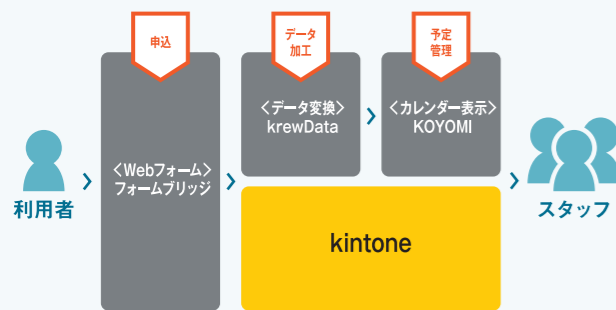 申込
データ
加工
予定
管理
<データ変換>
krewData
<カレンダー表示>
KOYOMI
<Webフォーム>
フォームブリッジ
利用者
スタッフ
kintone